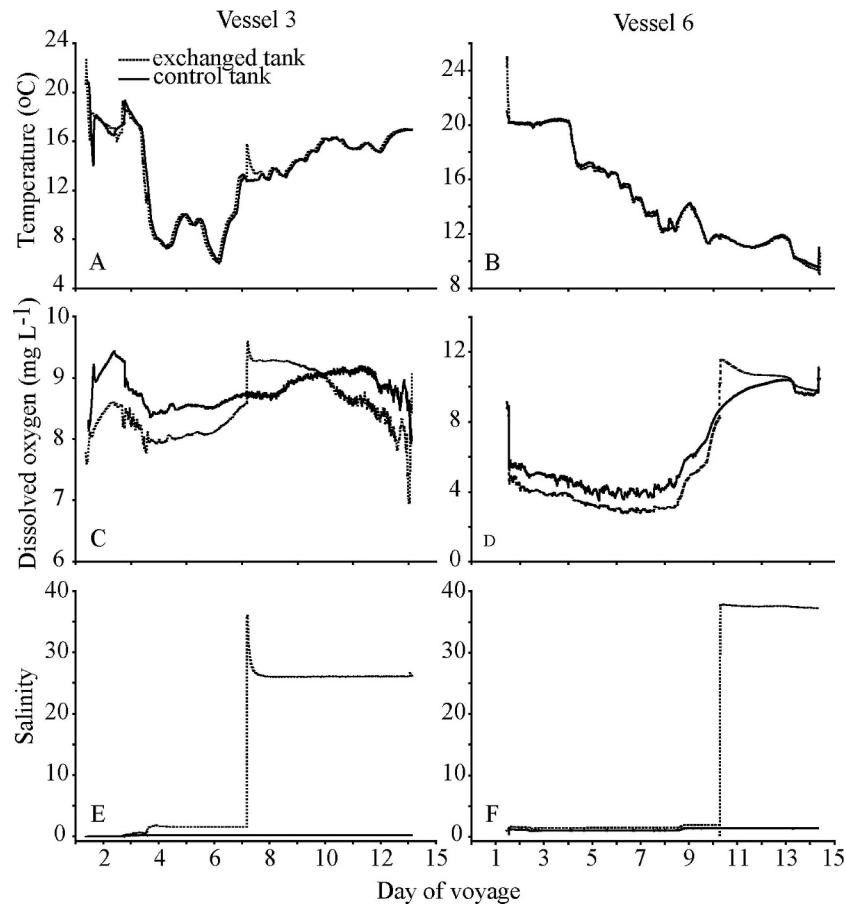 Vessel 3
Vessel 6
24
20
16
12
8
4
Temperature (oC)
exchanged tank
control tank
A
24
20
16
12
8
B
10
9
8
7
6
Dissolved oxygen (mg L-1)
C
12
8
4
0
D
40
30
20
10
0
Salinity
E
2 4 6 8 10 12 15
40
30
20
10
0
F
1 3 5 7 9 11 13 15
Day of voyage